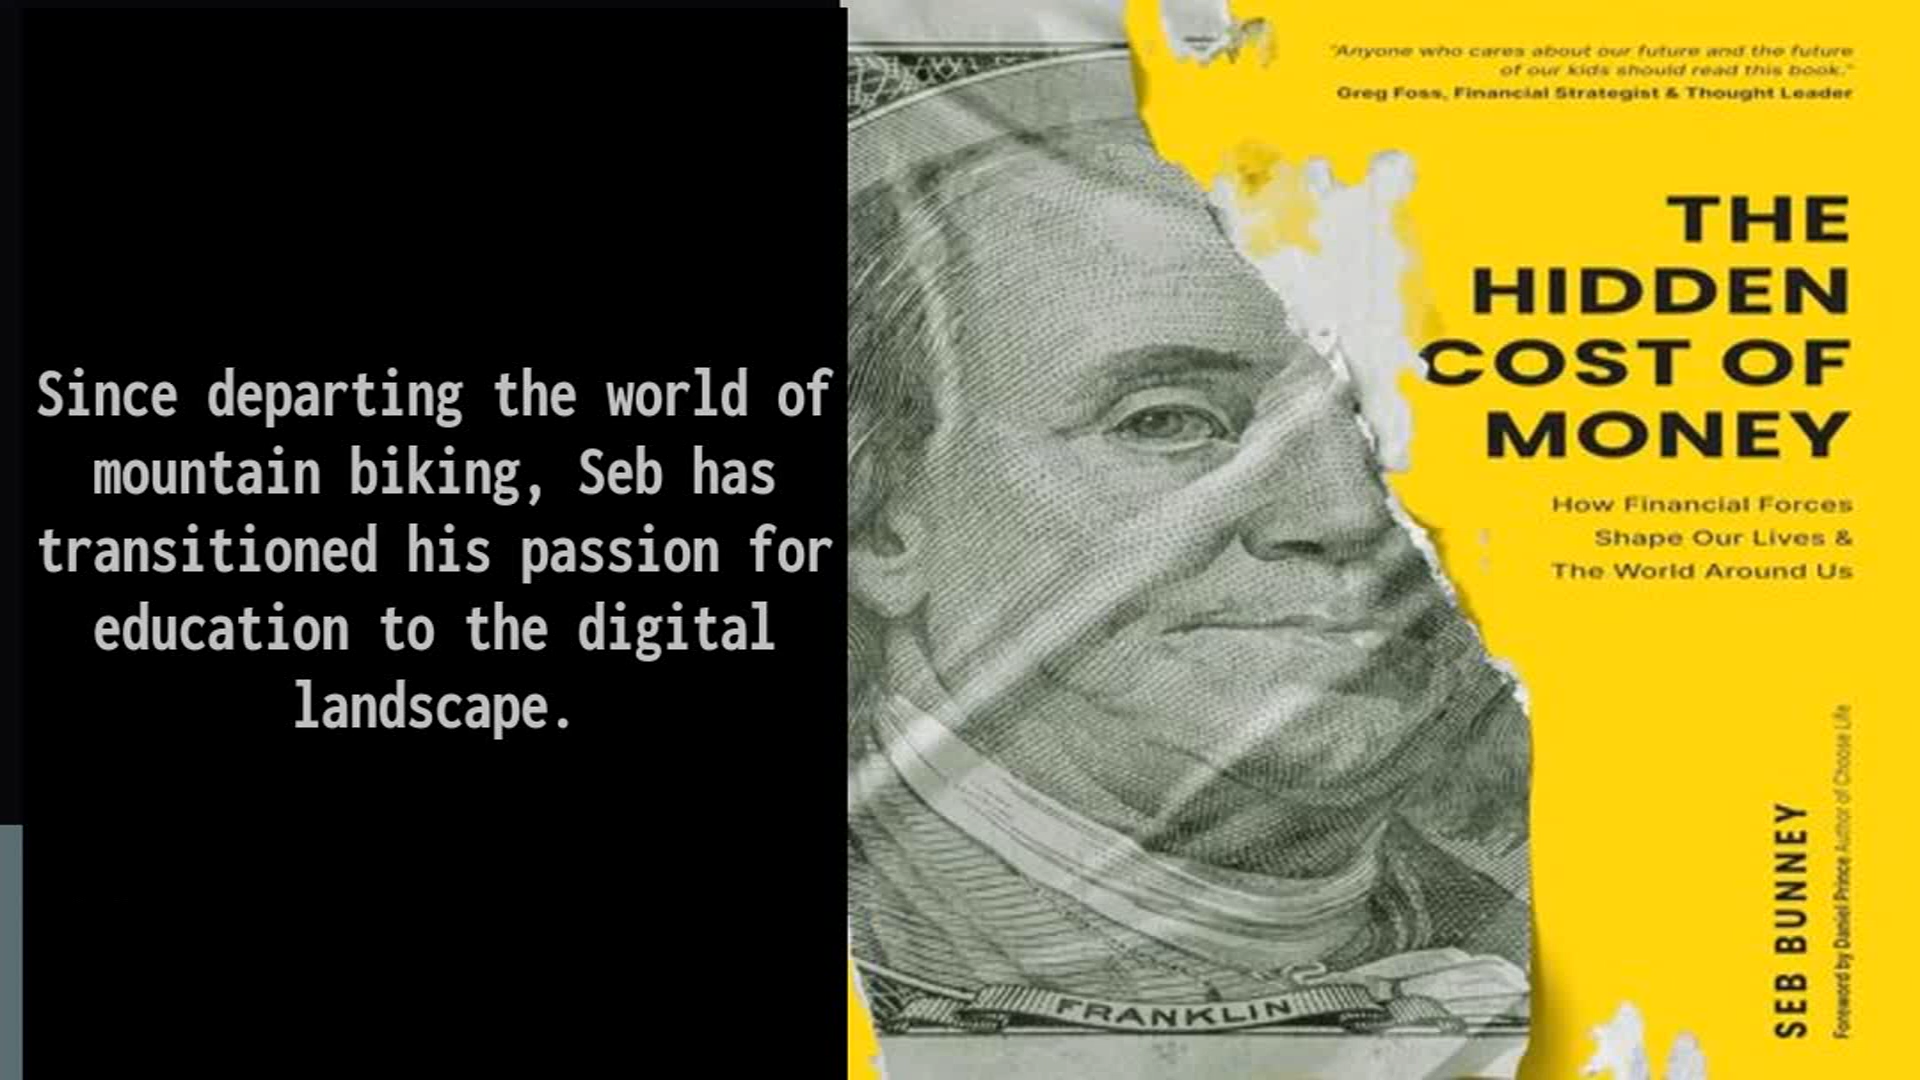 Since departing the world of
mountain biking, Seb has
transitioned his passion for
education to the digital
landscape.
"Anyone who cares about our future and the future
of our kids should read this book."
Greg Foss, Financial Strategist & Thought Leader
THE
HIDDEN
COST OF
MONEY
How Financial Forces
Shape Our Lives &
The World Around Us
SEB BUNNEY
Foreword by Daniel Prince Author of Choose Life
FRANKLIN